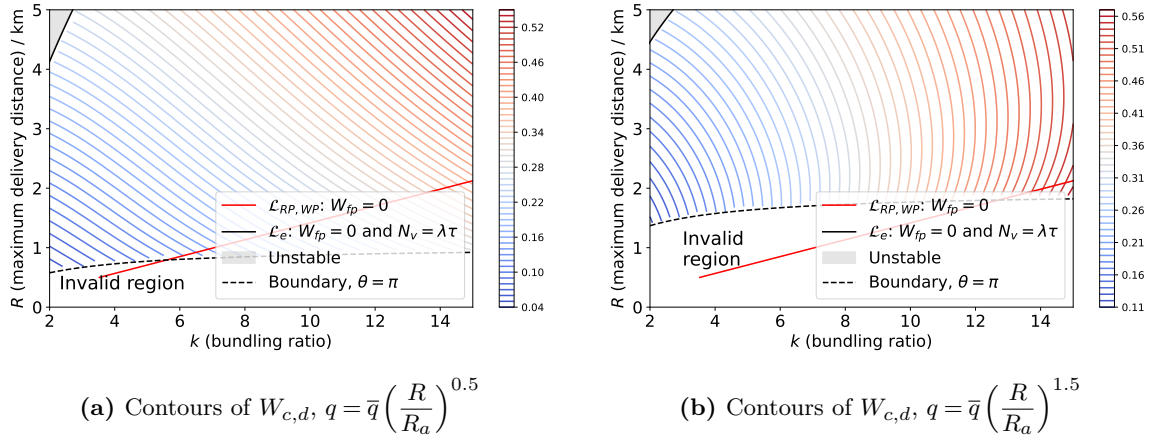 5
4
3
2
1
0
R (maximum delivery distance) / km
2
4
6
8
10
12
14
k (bundling ratio)
Invalid region
ℒ_{RP,WP}: W_{fp} = 0
ℒ_e: W_{fp} = 0 and N_v = λτ
Unstable
Boundary, θ = π
0.52
0.46
0.40
0.34
0.28
0.22
0.16
0.10
0.04
(a) Contours of W_{c,d}, q = q̅ (R/R_a)^{0.5}
5
4
3
2
1
0
R (maximum delivery distance) / km
2
4
6
8
10
12
14
k (bundling ratio)
Invalid
region
ℒ_{RP,WP}: W_{fp} = 0
ℒ_e: W_{fp} = 0 and N_v = λτ
Unstable
Boundary, θ = π
0.56
0.51
0.46
0.41
0.36
0.31
0.26
0.21
0.16
0.11
(b) Contours of W_{c,d}, q = q̅ (R/R_a)^{1.5}